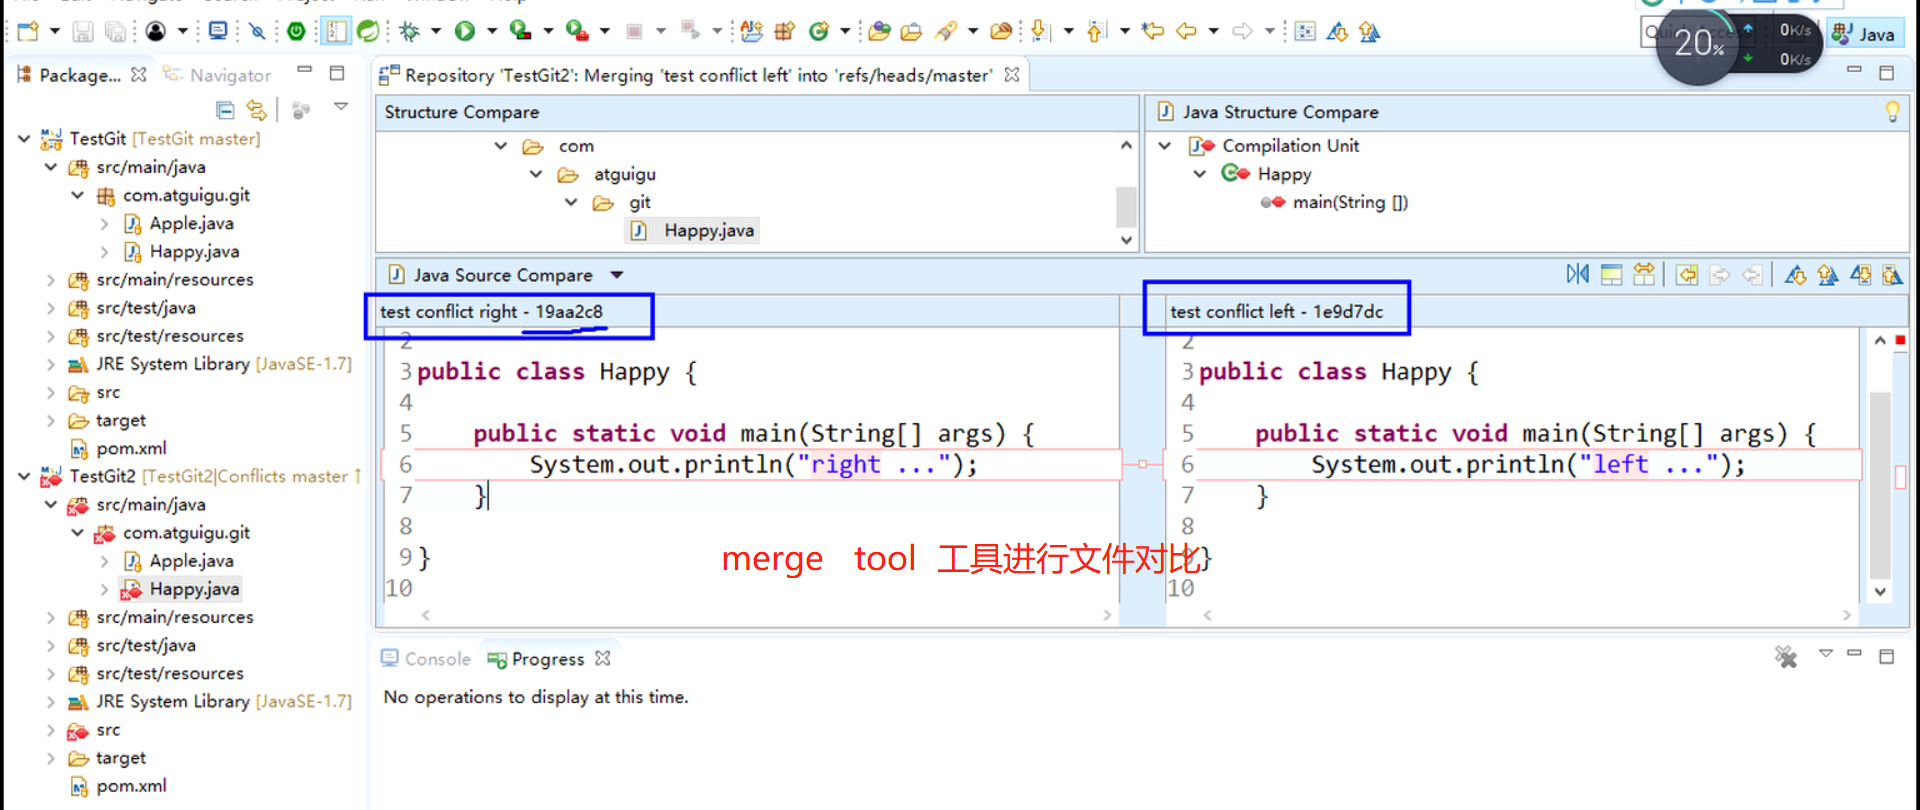 20%
0K/s
0K/s
Java
Package...
Navigator
TestGit [TestGit master]
src/main/java
com.atguigu.git
Apple.java
Happy.java
src/main/resources
src/test/java
src/test/resources
JRE System Library [JavaSE-1.7]
src
target
pom.xml
TestGit2 [TestGit2|Conflicts master ↑
src/main/java
com.atguigu.git
Apple.java
Happy.java
src/main/resources
src/test/java
src/test/resources
JRE System Library [JavaSE-1.7]
src
target
pom.xml
Repository 'TestGit2': Merging 'test conflict left' into 'refs/heads/master'
Structure Compare
com
atguigu
git
Happy.java
Java Structure Compare
Compilation Unit
Happy
main(String [])
Java Source Compare
test conflict right - 19aa2c8
2
3 public class Happy {
4
5 public static void main(String[] args) {
6 System.out.println("right ...");
7 }
8
9 }
10
test conflict left - 1e9d7dc
2
3 public class Happy {
4
5 public static void main(String[] args) {
6 System.out.println("left ...");
7 }
8
9 }
10
merge tool 工具进行文件对比
Console
Progress
No operations to display at this time.